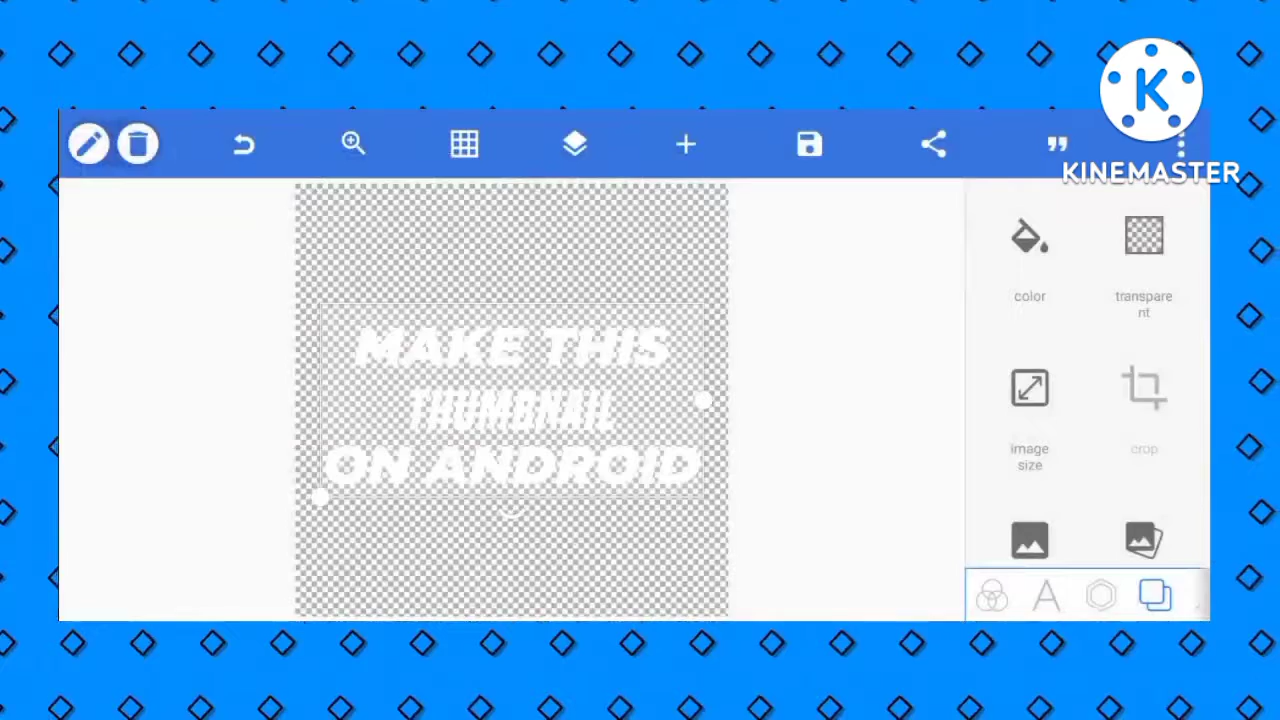 K
KINEMASTER
color
transpare
nt
MAKE THIS
THUMBNAIL
ON ANDROID
image
size
crop